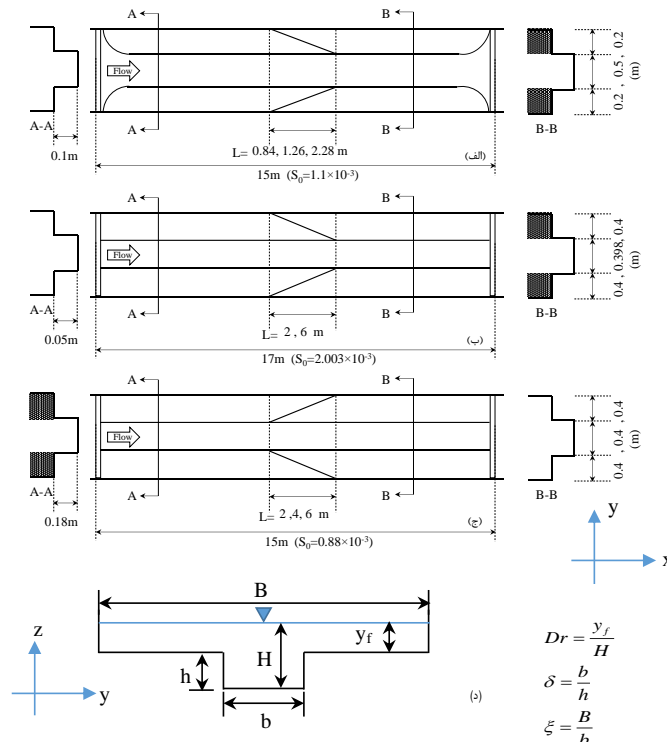 A
B
0.2 , 0.5 , 0.2
(m)
Flow
A-A
A
B
B-B
0.1m
L= 0.84, 1.26, 2.28 m
(الف)
15m (S₀=1.1×10⁻³)
A
B
0.4 , 0.398, 0.4
(m)
Flow
A-A
A
B
B-B
0.05m
L= 2 , 6 m
(ب)
17m (S₀=2.003×10⁻³)
A
B
0.4 , 0.4 , 0.4
(m)
Flow
A-A
A
B
B-B
0.18m
L= 2 ,4, 6 m
(ج)
15m (S₀=0.88×10⁻³)
y
x
B
z
H
y_f
h
y
b
(د)
Dr = y_f / H
δ = b / h
ξ = B / b